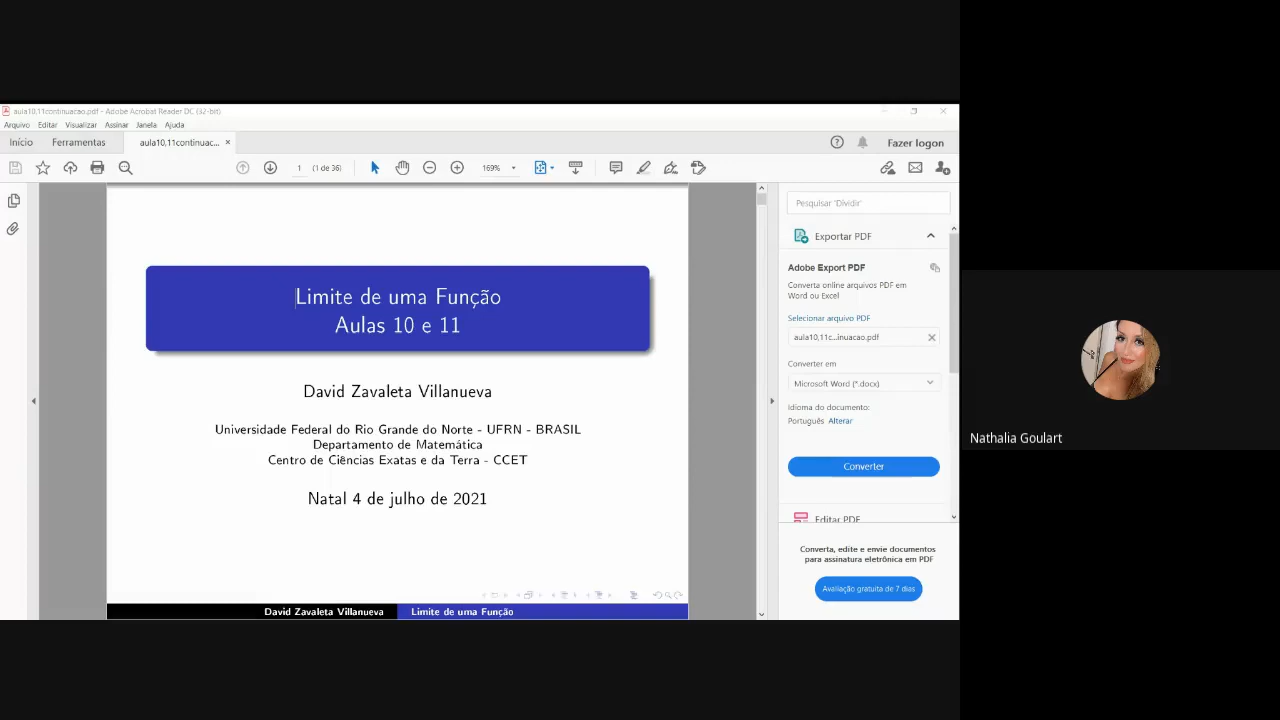 aula10,11continuacao.pdf - Adobe Acrobat Reader DC (32-bit)
Arquivo Editar Visualizar Assinar Janela Ajuda
Início Ferramentas aula10,11continuac... × Fazer logon
1 (1 de 36) 169%
Limite de uma Função
Aulas 10 e 11
David Zavaleta Villanueva
Universidade Federal do Rio Grande do Norte - UFRN - BRASIL
Departamento de Matemática
Centro de Ciências Exatas e da Terra - CCET
Natal 4 de julho de 2021
David Zavaleta Villanueva Limite de uma Função
Pesquisar 'Dividir'
Exportar PDF
Adobe Export PDF
Converta online arquivos PDF em
Word ou Excel
Selecionar arquivo PDF
aula10,11c...inuacao.pdf
Converter em
Microsoft Word (*.docx)
Idioma do documento:
Português Alterar
Converter
Editar PDF
Converta, edite e envie documentos
para assinatura eletrônica em PDF
Avaliação gratuita de 7 dias
Nathalia Goulart